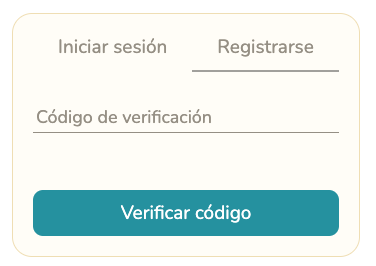 Iniciar sesión
Registrarse
Código de verificación
Verificar código